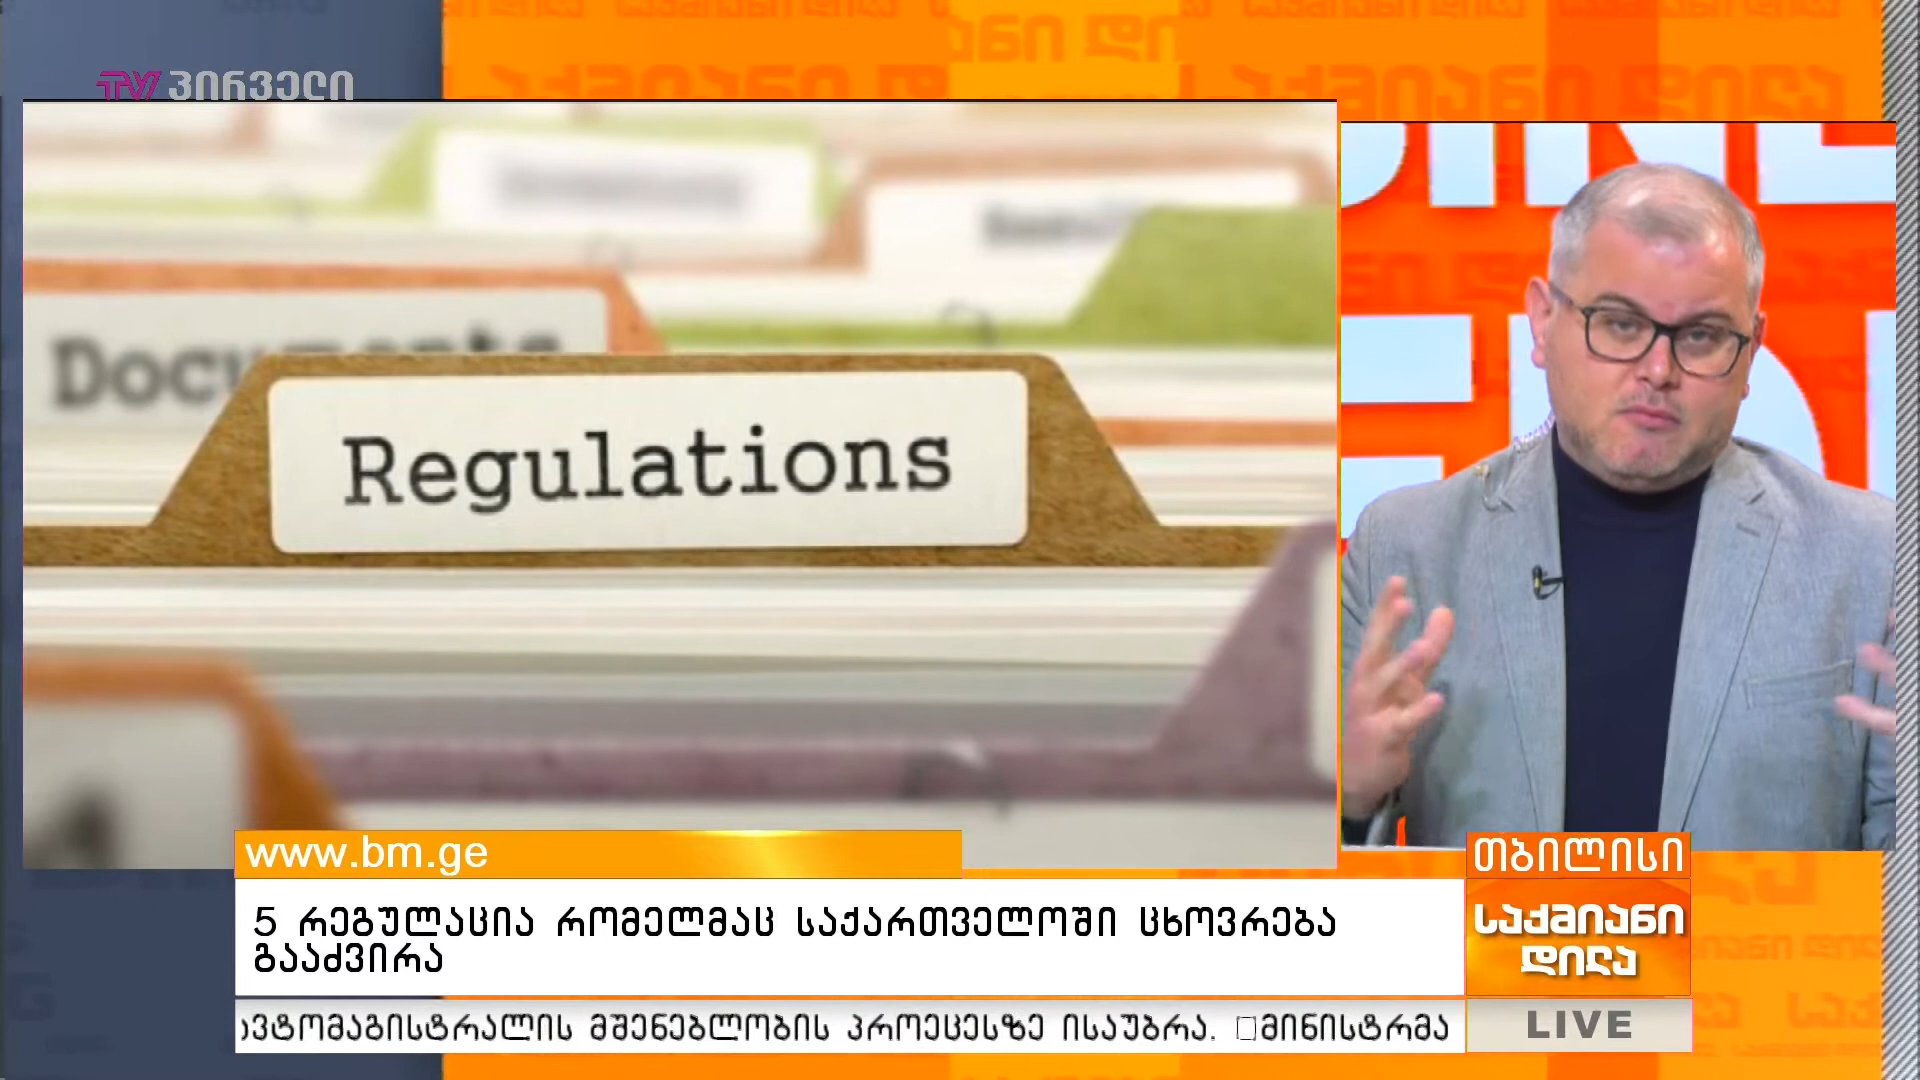 TV პირველი
Documents
Regulations
www.bm.ge
თბილისი
5 რეგულაცია რომელმაც საქართველოში ცხოვრება
გააძვირა
საქმიანი
დილა
ავტომაგისტრალის მშენებლობის პროცესზე ისაუბრა. მინისტრმა
LIVE